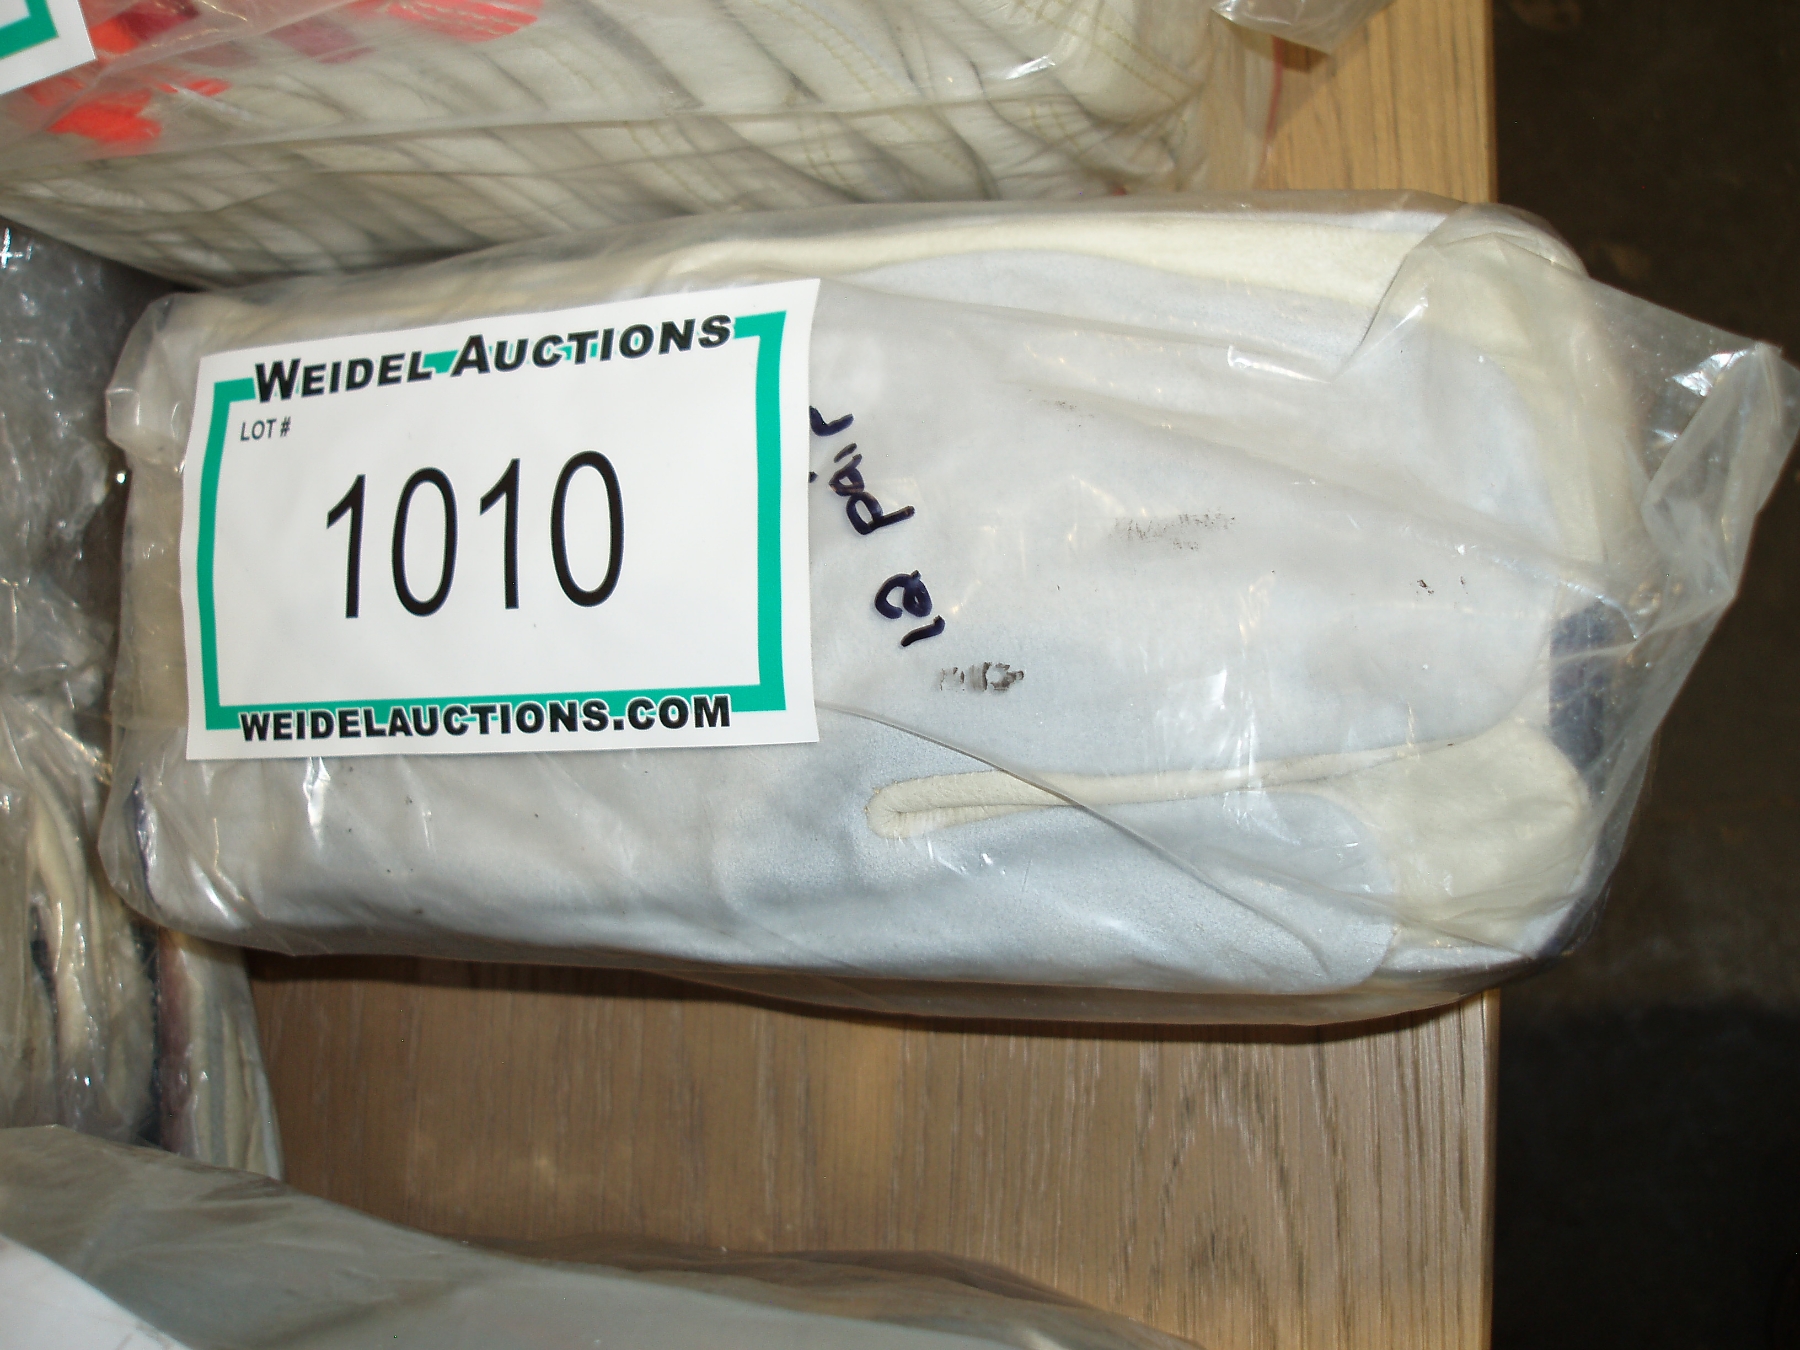 WEIDEL AUCTIONS
LOT #
1010
WEIDELAUCTIONS.COM
12 pair